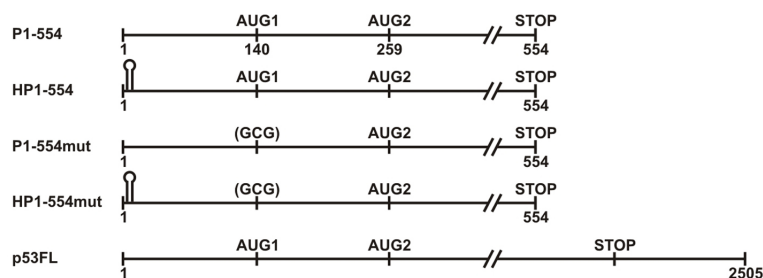 P1-554 AUG1 AUG2 STOP
1 140 259 554
HP1-554 AUG1 AUG2 STOP
1 554
P1-554mut (GCG) AUG2 STOP
1 554
HP1-554mut (GCG) AUG2 STOP
1 554
p53FL AUG1 AUG2 STOP
1 2505